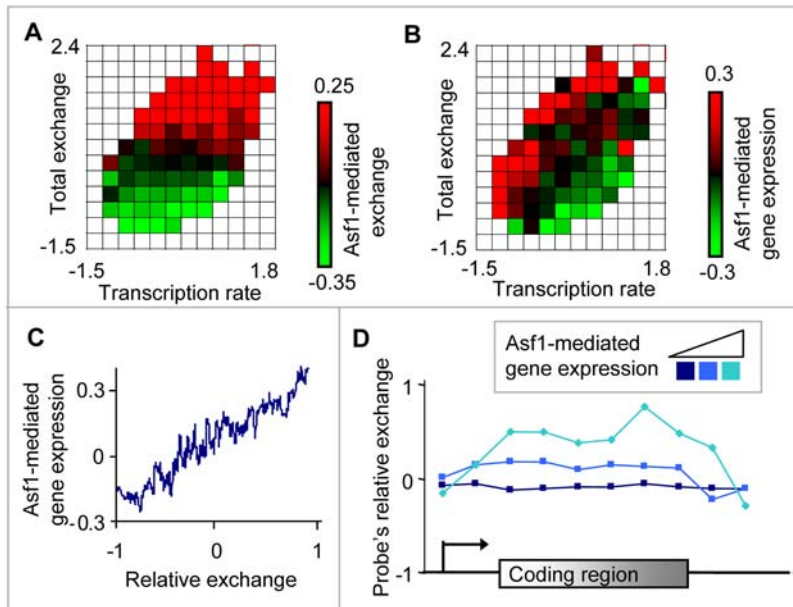 A
2.4
Total exchange
-1.5
-1.5
1.8
Transcription rate
0.25
Asf1-mediated
exchange
-0.35
B
2.4
Total exchange
-1.5
-1.5
1.8
Transcription rate
0.3
Asf1-mediated
gene expression
-0.3
C
Asf1-mediated
gene expression
0.3
0
-0.3
-1
0
1
Relative exchange
D
Asf1-mediated
gene expression
Probe's relative exchange
1
0
-1
Coding region